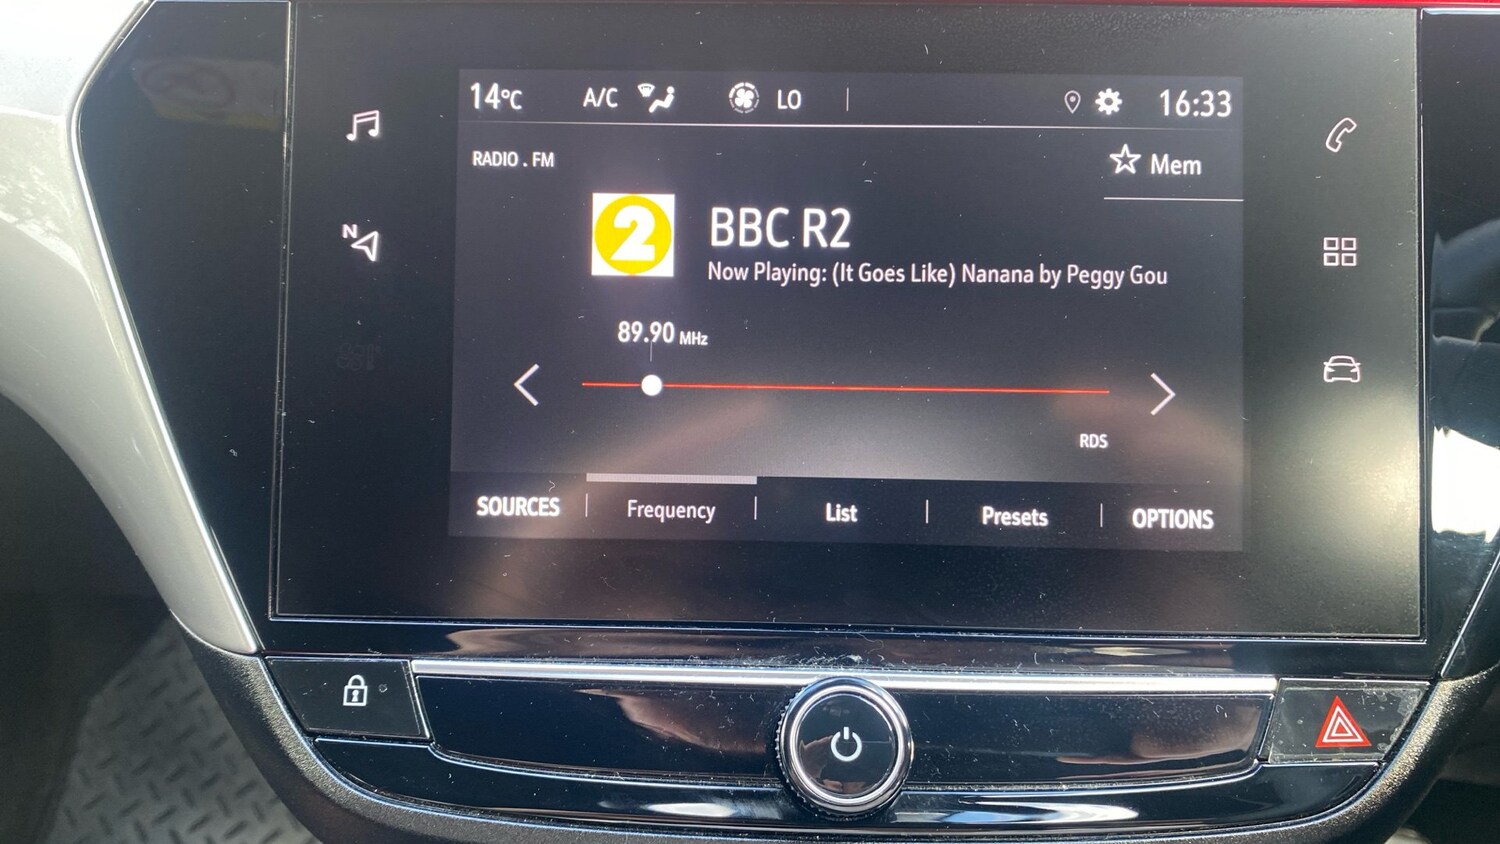 14°C A/C LO 16:33
RADIO . FM
Mem
2
BBC R2
Now Playing: (It Goes Like) Nanana by Peggy Gou
N
89.90 MHz
RDS
SOURCES Frequency List Presets OPTIONS